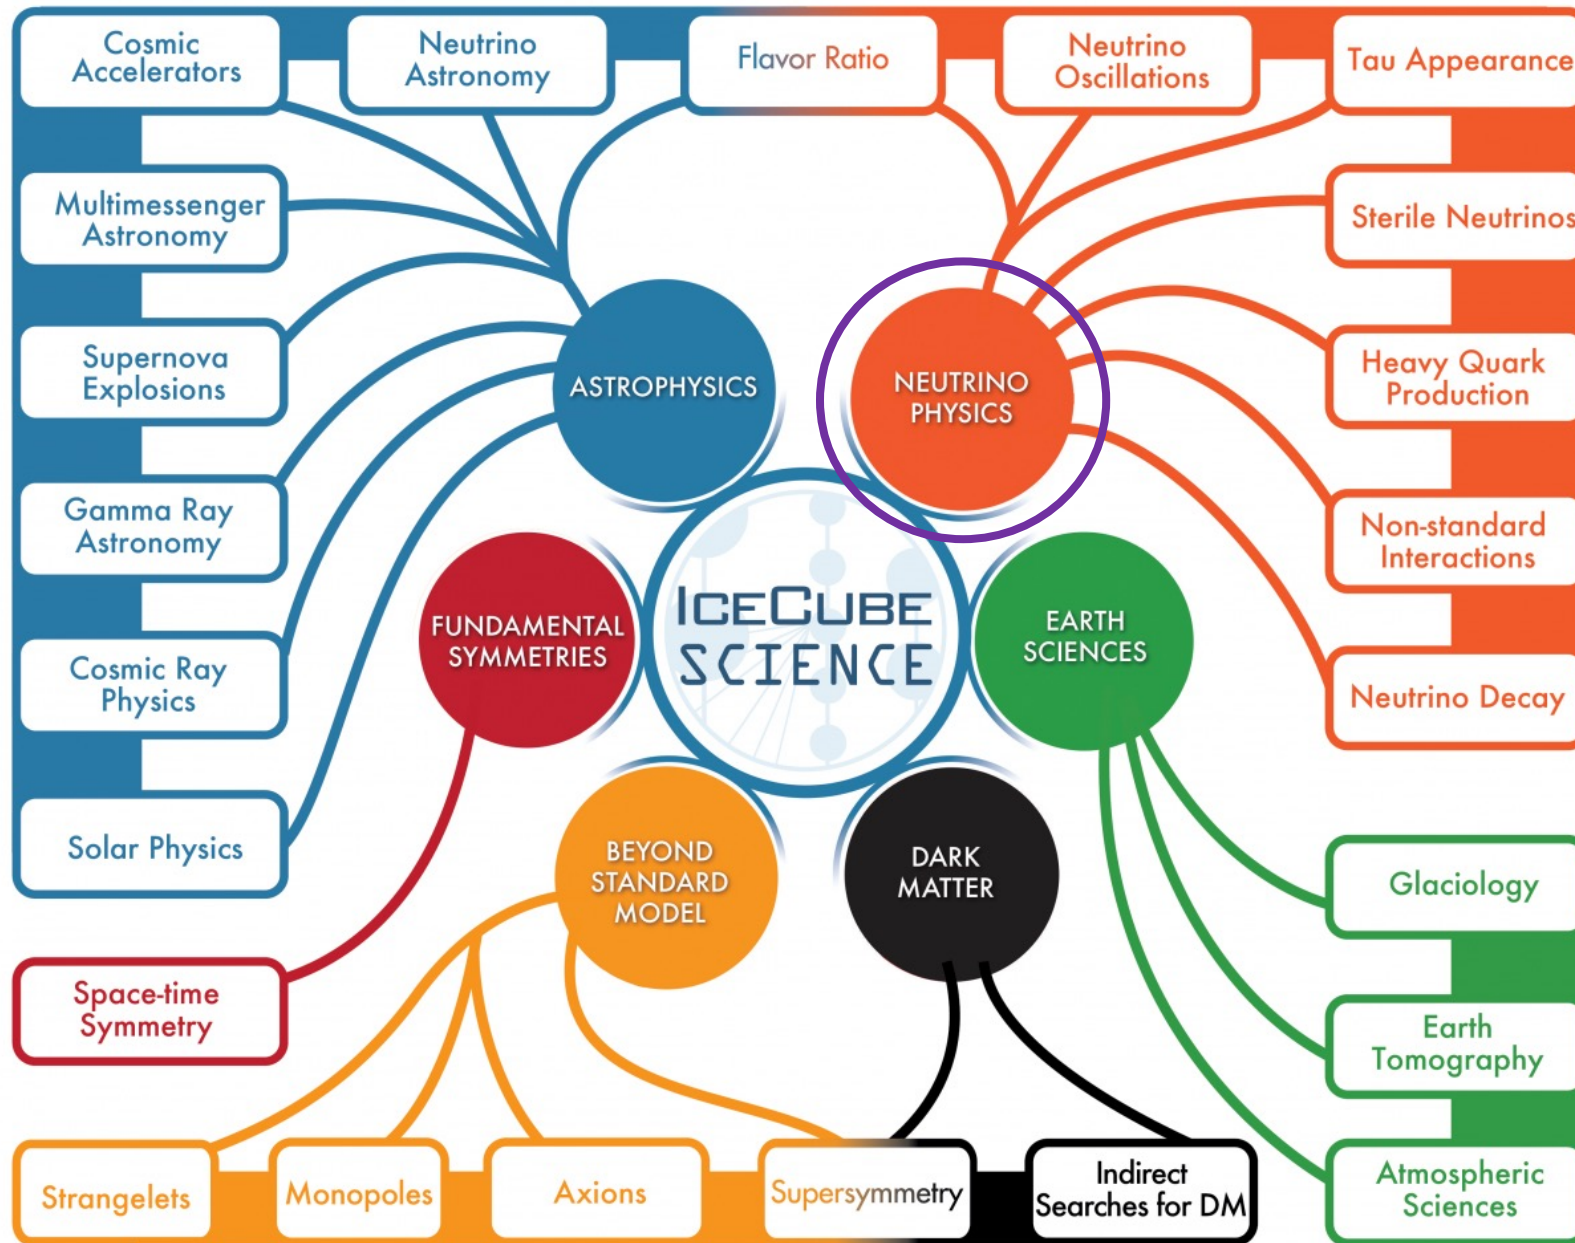 Cosmic
Accelerators
Neutrino
Astronomy
Flavor Ratio
Neutrino
Oscillations
Tau Appearance
Multimessenger
Astronomy
Sterile Neutrinos
Supernova
Explosions
ASTROPHYSICS
NEUTRINO
PHYSICS
Heavy Quark
Production
Gamma Ray
Astronomy
Non-standard
Interactions
FUNDAMENTAL
SYMMETRIES
ICECUBE
SCIENCE
EARTH
SCIENCES
Cosmic Ray
Physics
Neutrino Decay
Solar Physics
BEYOND
STANDARD
MODEL
DARK
MATTER
Glaciology
Space-time
Symmetry
Earth
Tomography
Strangelets
Monopoles
Axions
Supersymmetry
Indirect
Searches for DM
Atmospheric
Sciences